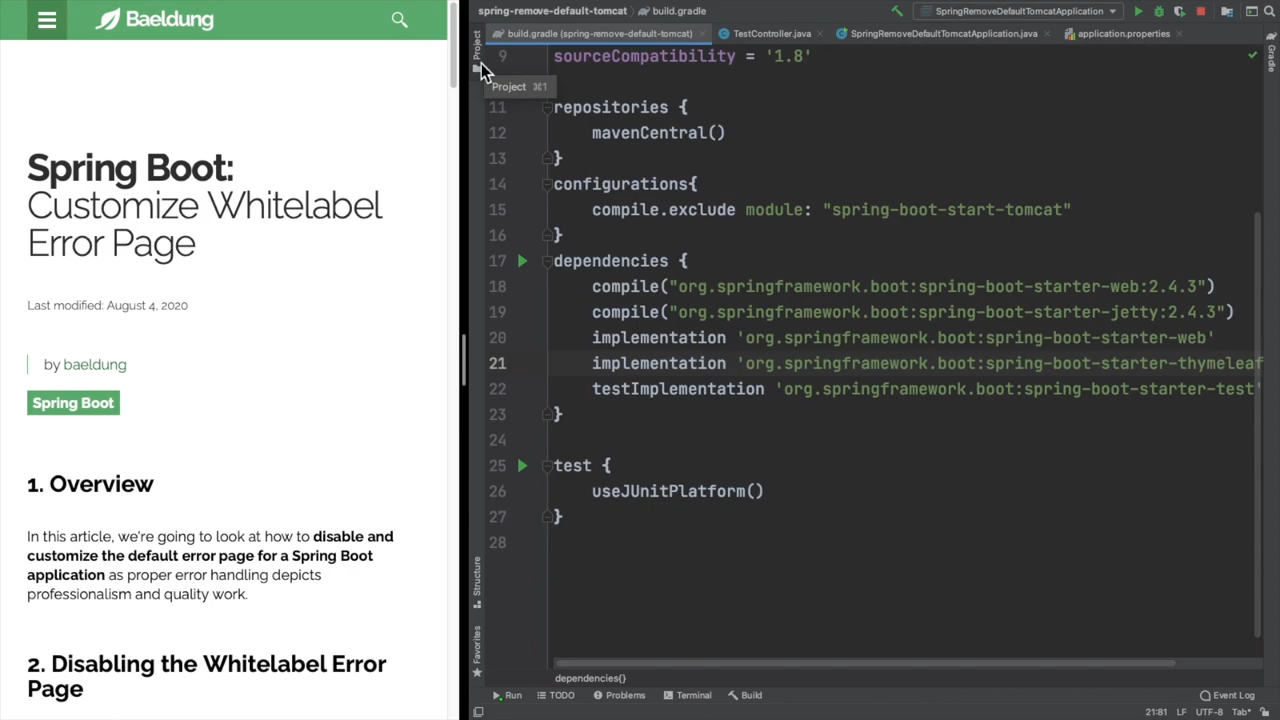 Baeldung
Spring Boot:
Customize Whitelabel
Error Page
Last modified: August 4, 2020
by baeldung
Spring Boot
1. Overview
In this article, we're going to look at how to disable and
customize the default error page for a Spring Boot
application as proper error handling depicts
professionalism and quality work.
2. Disabling the Whitelabel Error
Page
spring-remove-default-tomcat
build.gradle
SpringRemoveDefaultTomcatApplication
build.gradle (spring-remove-default-tomcat)
TestController.java
SpringRemoveDefaultTomcatApplication.java
application.properties
Project
Project ⌘1
Gradle
9 sourceCompatibility = '1.8'
11 repositories {
12 mavenCentral()
13 }
14 configurations{
15 compile.exclude module: "spring-boot-start-tomcat"
16 }
17 dependencies {
18 compile("org.springframework.boot:spring-boot-starter-web:2.4.3")
19 compile("org.springframework.boot:spring-boot-starter-jetty:2.4.3")
20 implementation 'org.springframework.boot:spring-boot-starter-web'
21 implementation 'org.springframework.boot:spring-boot-starter-thymeleaf
22 testImplementation 'org.springframework.boot:spring-boot-starter-test'
23 }
24
25 test {
26 useJUnitPlatform()
27 }
28
Structure
Favorites
dependencies{}
Run
TODO
Problems
Terminal
Build
Event Log
21:81 LF UTF-8 Tab*